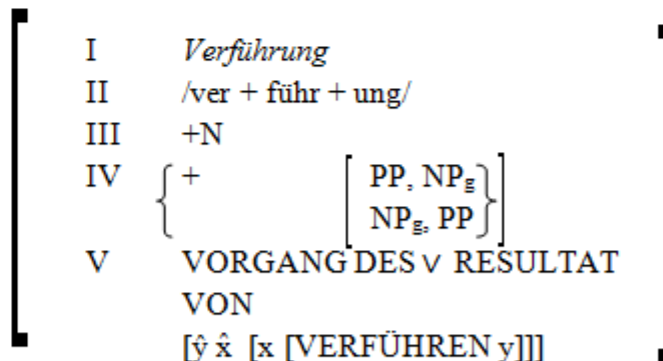 I Verführung
II /ver + führ + ung/
III +N
IV { + [ PP, NPg
NPg, PP } ]
V VORGANG DES ∨ RESULTAT
VON
[ŷ x̂ [x [VERFÜHREN y]]]